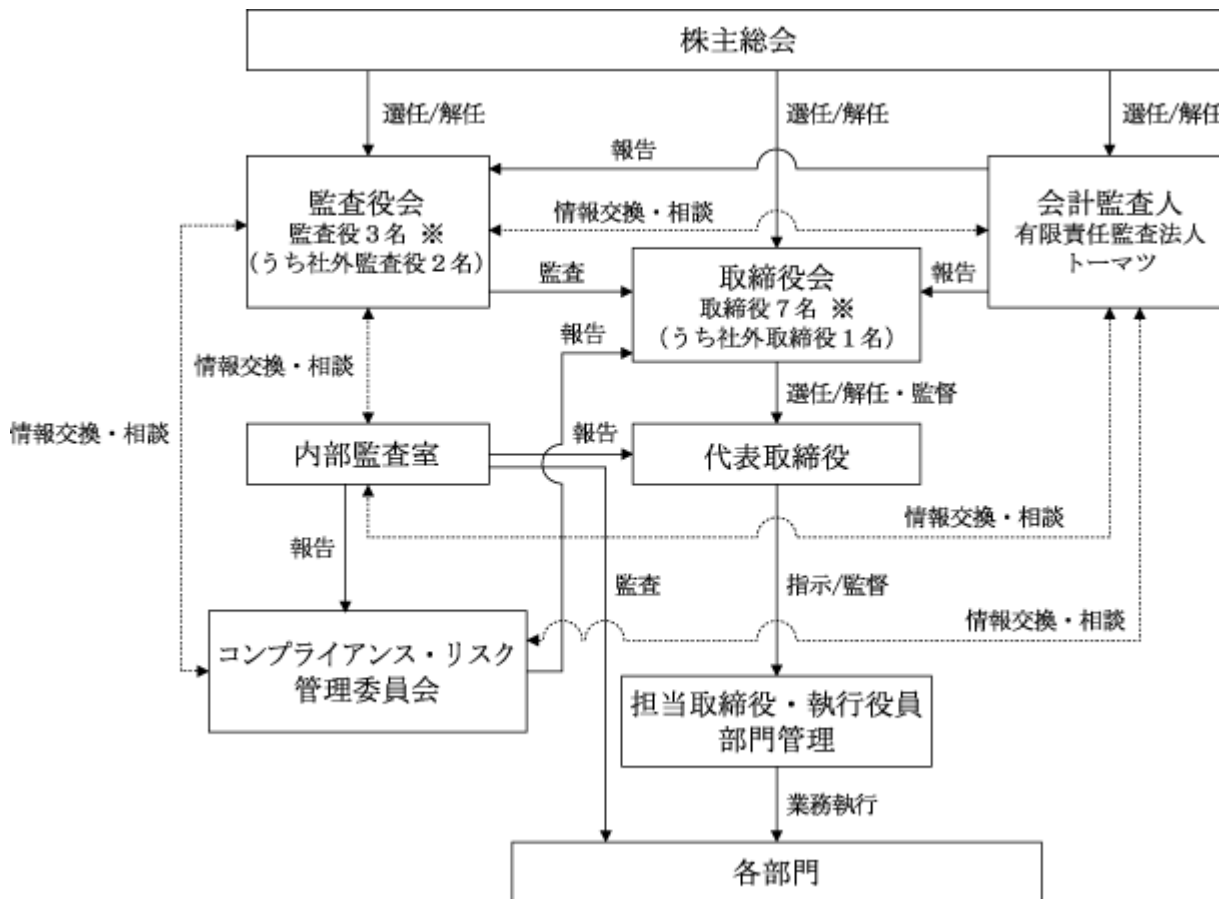 株主総会
選任/解任
選任/解任
選任/解任
報告
監査役会
監査役３名 ※
（うち社外監査役２名）
情報交換・相談
会計監査人
有限責任監査法人
トーマツ
監査
取締役会
取締役７名 ※
（うち社外取締役１名）
報告
報告
情報交換・相談
選任/解任・監督
情報交換・相談
内部監査室
報告
代表取締役
情報交換・相談
報告
監査
指示/監督
情報交換・相談
コンプライアンス・リスク
管理委員会
担当取締役・執行役員
部門管理
業務執行
各部門